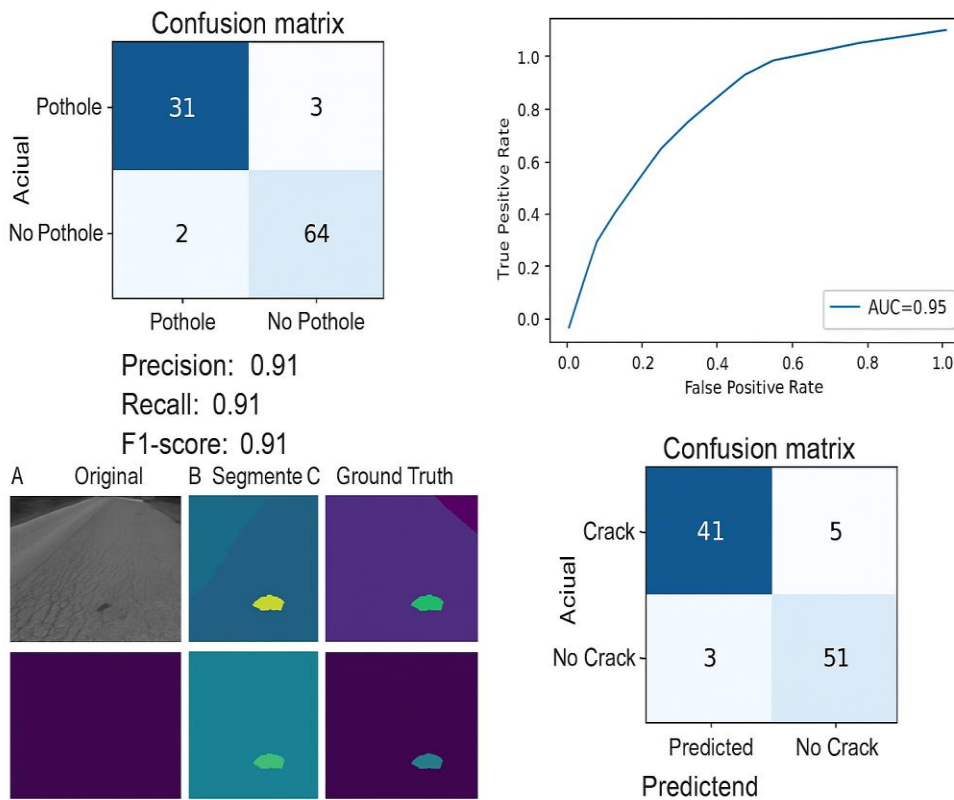 Confusion matrix
Pothole
31
3
Aciual
No Pothole
2
64
Pothole
No Pothole
Precision: 0.91
Recall: 0.91
F1-score: 0.91
True Pesitive Rate
1.0
0.8
0.6
0.4
0.2
0.0
AUC=0.95
0.0 0.2 0.4 0.6 0.8 1.0
False Positive Rate
A Original B Segmente C Ground Truth
Confusion matrix
Crack
41
5
Aciual
No Crack
3
51
Predicted
No Crack
Predictend